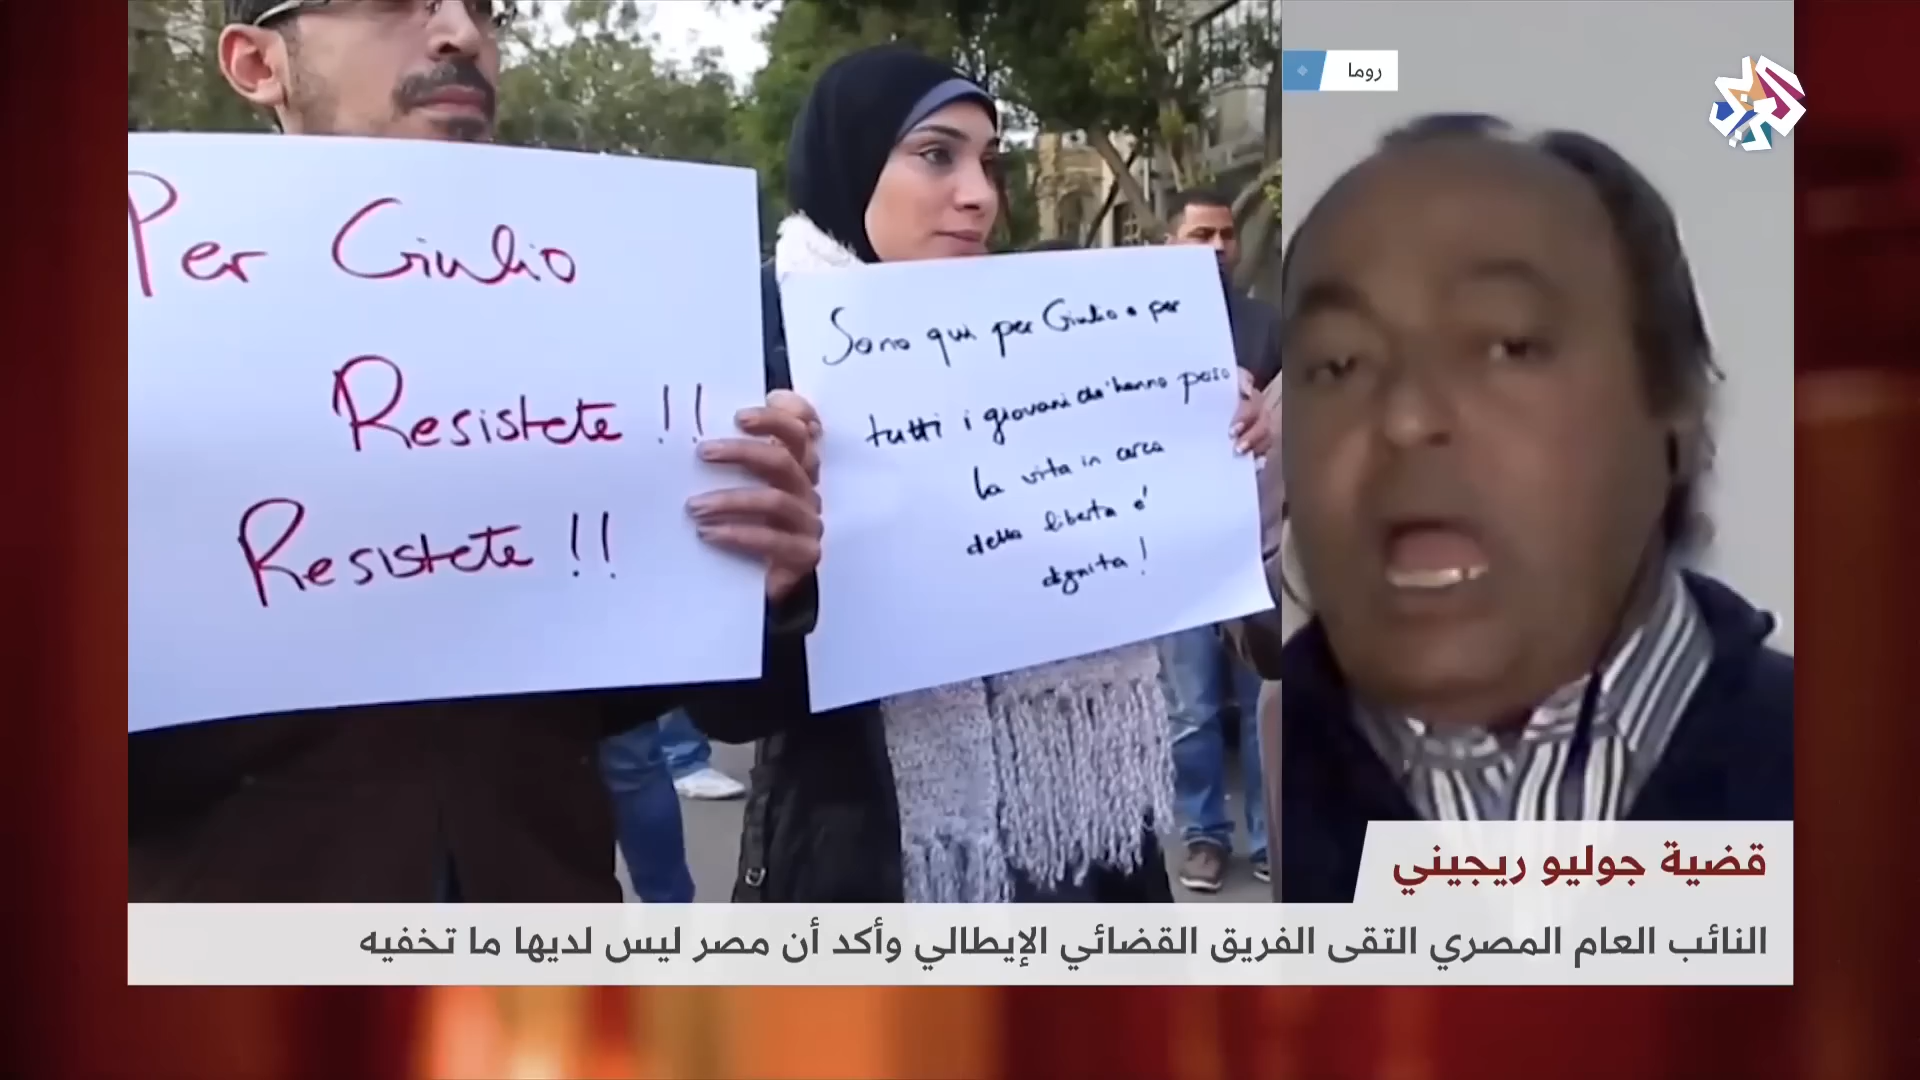 Per Giulio
Resistete !!
Resistete !!
Sono qui per Giulio e per
tutti i giovani che hanno perso
la vita in cerca
della libertà e
dignita !
روما
قضية جوليو ريجيني
النائب العام المصري التقى الفريق القضائي الإيطالي وأكد أن مصر ليس لديها ما تخفيه